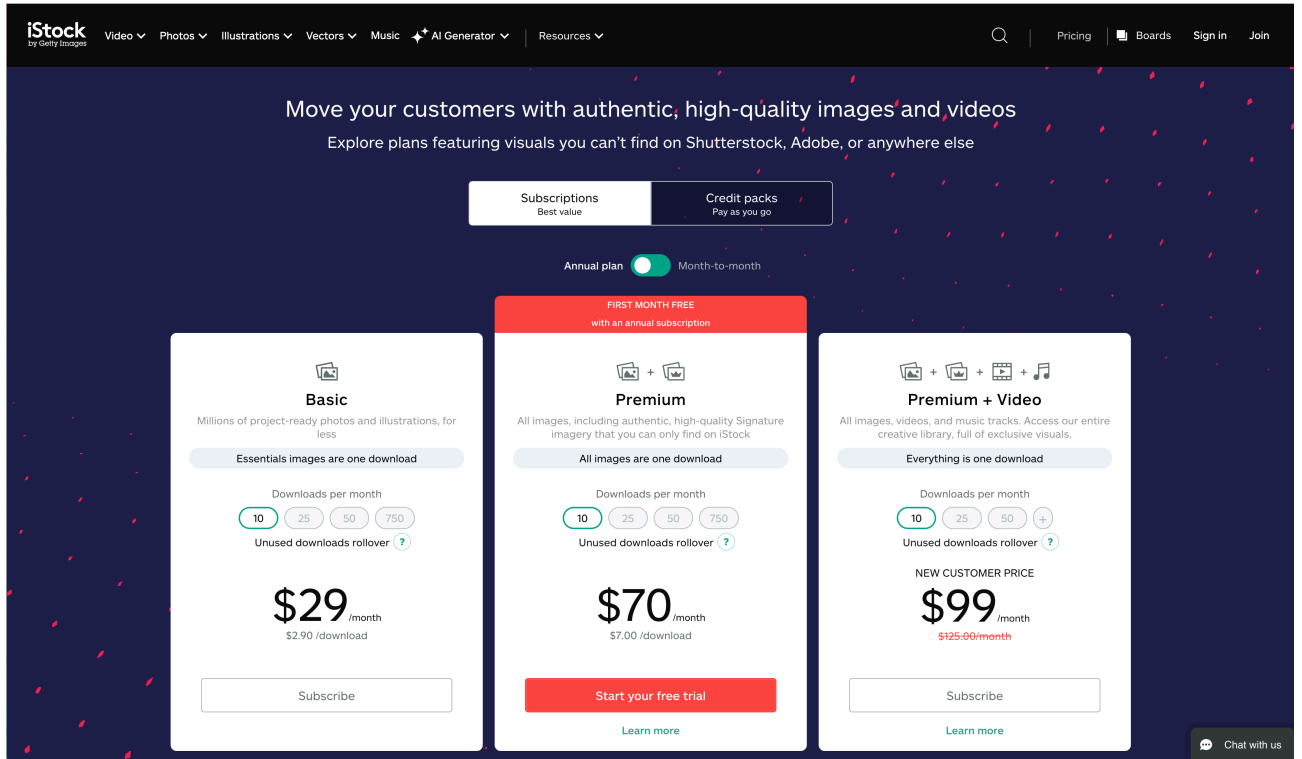 iStock
by Getty Images
Video
Photos
Illustrations
Vectors
Music
AI Generator
Resources
Pricing
Boards
Sign in
Join
Move your customers with authentic, high-quality images and videos
Explore plans featuring visuals you can't find on Shutterstock, Adobe, or anywhere else
Subscriptions
Best value
Credit packs
Pay as you go
Annual plan
Month-to-month
FIRST MONTH FREE
with an annual subscription
Basic
Millions of project-ready photos and illustrations, for
less
Essentials images are one download
Downloads per month
10 25 50 750
Unused downloads rollover ?
$29 /month
$2.90 /download
Subscribe
Premium
All images, including authentic, high-quality Signature
imagery that you can only find on iStock
All images are one download
Downloads per month
10 25 50 750
Unused downloads rollover ?
$70 /month
$7.00 /download
Start your free trial
Learn more
Premium + Video
All images, videos, and music tracks. Access our entire
creative library, full of exclusive visuals.
Everything is one download
Downloads per month
10 25 50 +
Unused downloads rollover ?
NEW CUSTOMER PRICE
$99 /month
$125.00/month
Subscribe
Learn more
Chat with us